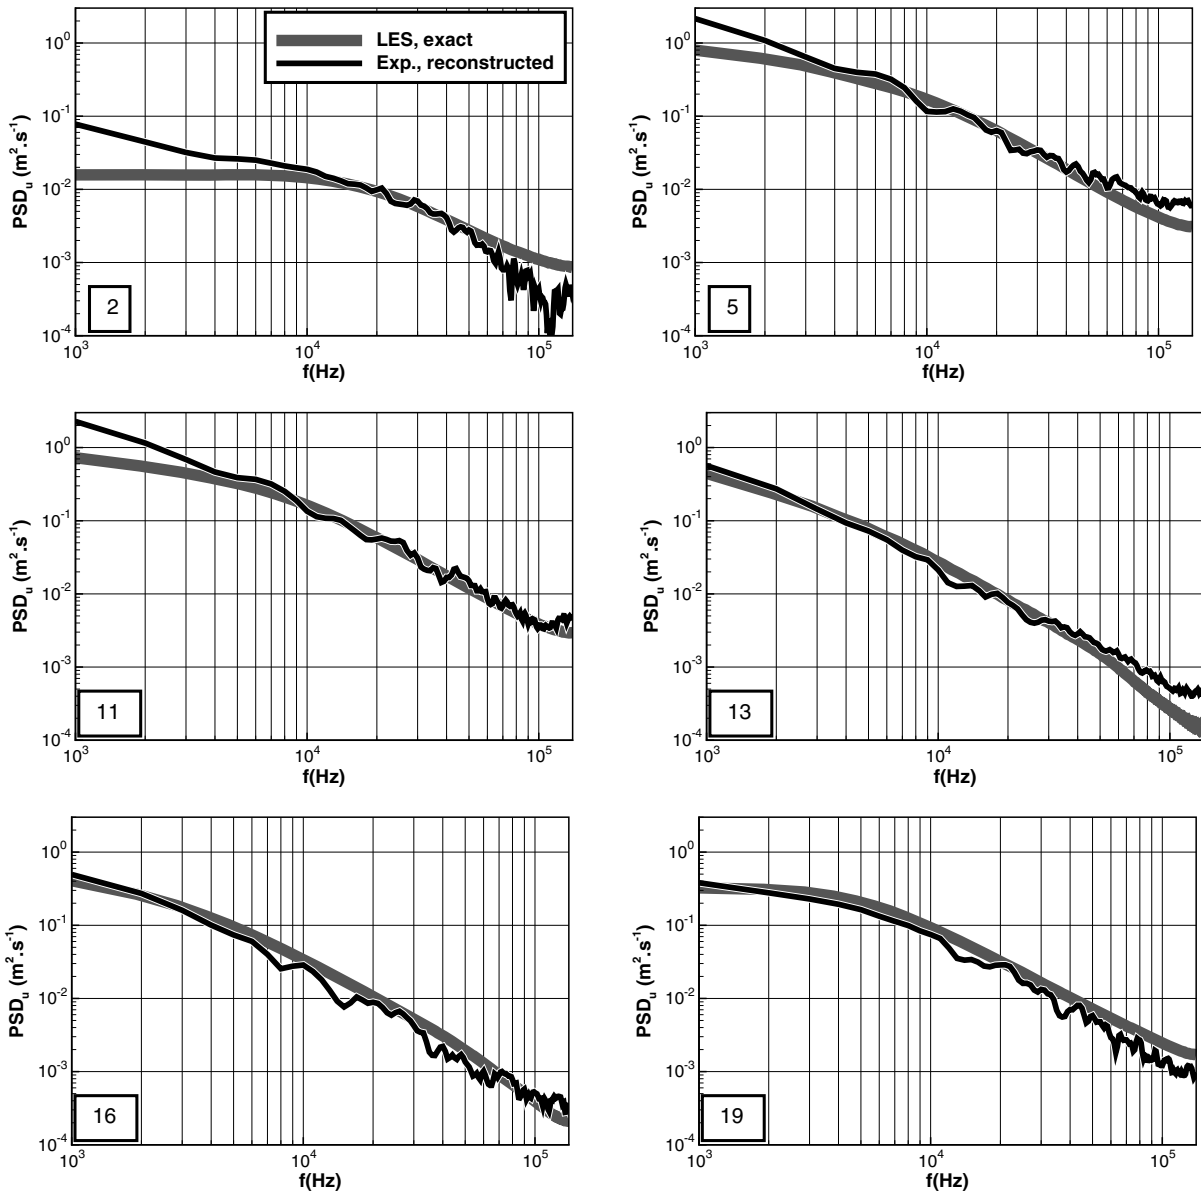 LES, exact
Exp., reconstructed
10⁰
10⁻¹
10⁻²
10⁻³
10⁻⁴
PSDᵤ (m².s⁻¹)
2
10³ 10⁴ 10⁵
f(Hz)
10⁰
10⁻¹
10⁻²
10⁻³
10⁻⁴
PSDᵤ (m².s⁻¹)
5
10³ 10⁴ 10⁵
f(Hz)
10⁰
10⁻¹
10⁻²
10⁻³
10⁻⁴
PSDᵤ (m².s⁻¹)
11
10³ 10⁴ 10⁵
f(Hz)
10⁰
10⁻¹
10⁻²
10⁻³
10⁻⁴
PSDᵤ (m².s⁻¹)
13
10³ 10⁴ 10⁵
f(Hz)
10⁰
10⁻¹
10⁻²
10⁻³
10⁻⁴
PSDᵤ (m².s⁻¹)
16
10³ 10⁴ 10⁵
f(Hz)
10⁰
10⁻¹
10⁻²
10⁻³
10⁻⁴
PSDᵤ (m².s⁻¹)
19
10³ 10⁴ 10⁵
f(Hz)